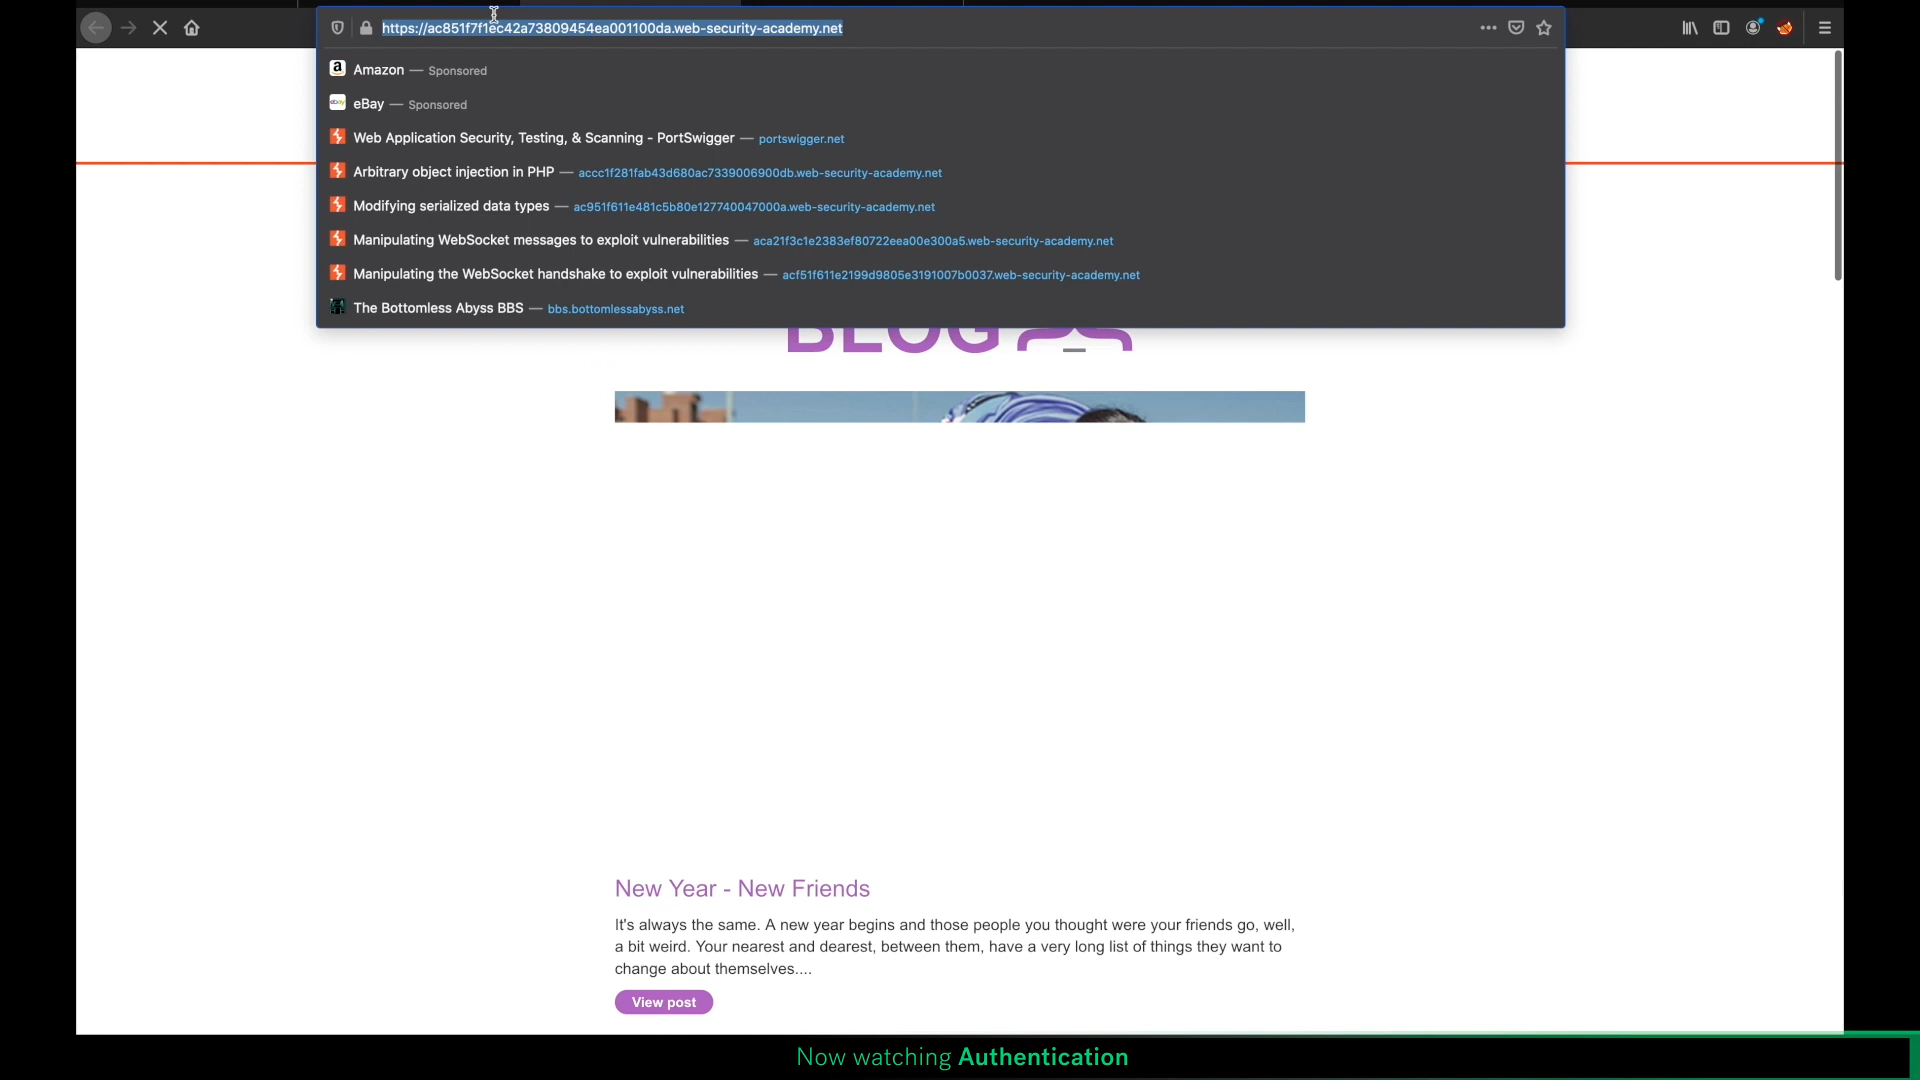 https://ac851f7f1ec42a73809454ea001100da.web-security-academy.net
Amazon — Sponsored
eBay — Sponsored
Web Application Security, Testing, & Scanning - PortSwigger — portswigger.net
Arbitrary object injection in PHP — accc1f281fab43d680ac7339006900db.web-security-academy.net
Modifying serialized data types — ac951f611e481c5b80e127740047000a.web-security-academy.net
Manipulating WebSocket messages to exploit vulnerabilities — aca21f3c1e2383ef80722eea00e300a5.web-security-academy.net
Manipulating the WebSocket handshake to exploit vulnerabilities — acf51f611e2199d9805e3191007b0037.web-security-academy.net
The Bottomless Abyss BBS — bbs.bottomlessabyss.net
BLOG
New Year - New Friends
It's always the same. A new year begins and those people you thought were your friends go, well,
a bit weird. Your nearest and dearest, between them, have a very long list of things they want to
change about themselves....
View post
Now watching Authentication